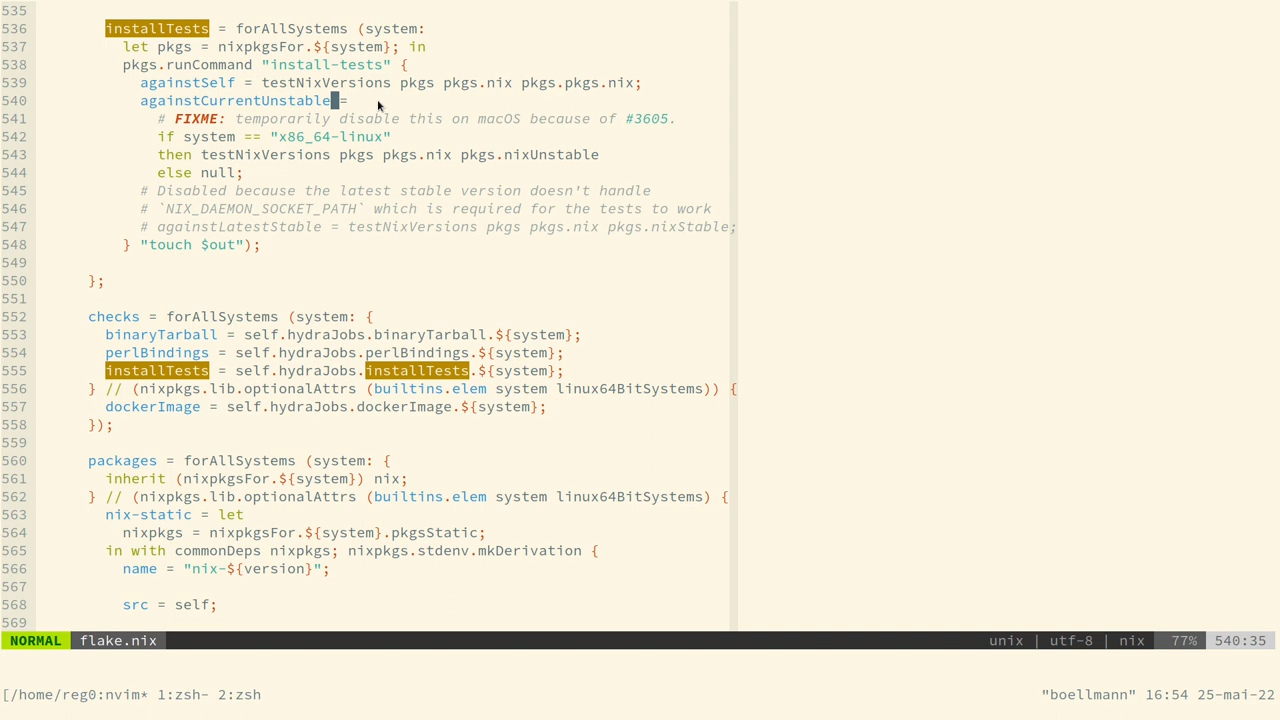 535
536 installTests = forAllSystems (system:
537 let pkgs = nixpkgsFor.${system}; in
538 pkgs.runCommand "install-tests" {
539 againstSelf = testNixVersions pkgs pkgs.nix pkgs.pkgs.nix;
540 againstCurrentUnstable =
541 # FIXME: temporarily disable this on macOS because of #3605.
542 if system == "x86_64-linux"
543 then testNixVersions pkgs pkgs.nix pkgs.nixUnstable
544 else null;
545 # Disabled because the latest stable version doesn't handle
546 # `NIX_DAEMON_SOCKET_PATH` which is required for the tests to work
547 # againstLatestStable = testNixVersions pkgs pkgs.nix pkgs.nixStable;
548 } "touch $out");
549
550 };
551
552 checks = forAllSystems (system: {
553 binaryTarball = self.hydraJobs.binaryTarball.${system};
554 perlBindings = self.hydraJobs.perlBindings.${system};
555 installTests = self.hydraJobs.installTests.${system};
556 } // (nixpkgs.lib.optionalAttrs (builtins.elem system linux64BitSystems)) {
557 dockerImage = self.hydraJobs.dockerImage.${system};
558 });
559
560 packages = forAllSystems (system: {
561 inherit (nixpkgsFor.${system}) nix;
562 } // (nixpkgs.lib.optionalAttrs (builtins.elem system linux64BitSystems) {
563 nix-static = let
564 nixpkgs = nixpkgsFor.${system}.pkgsStatic;
565 in with commonDeps nixpkgs; nixpkgs.stdenv.mkDerivation {
566 name = "nix-${version}";
567
568 src = self;
569
NORMAL flake.nix unix | utf-8 | nix 77% 540:35
[/home/reg0:nvim* 1:zsh- 2:zsh "boellmann" 16:54 25-mai-22